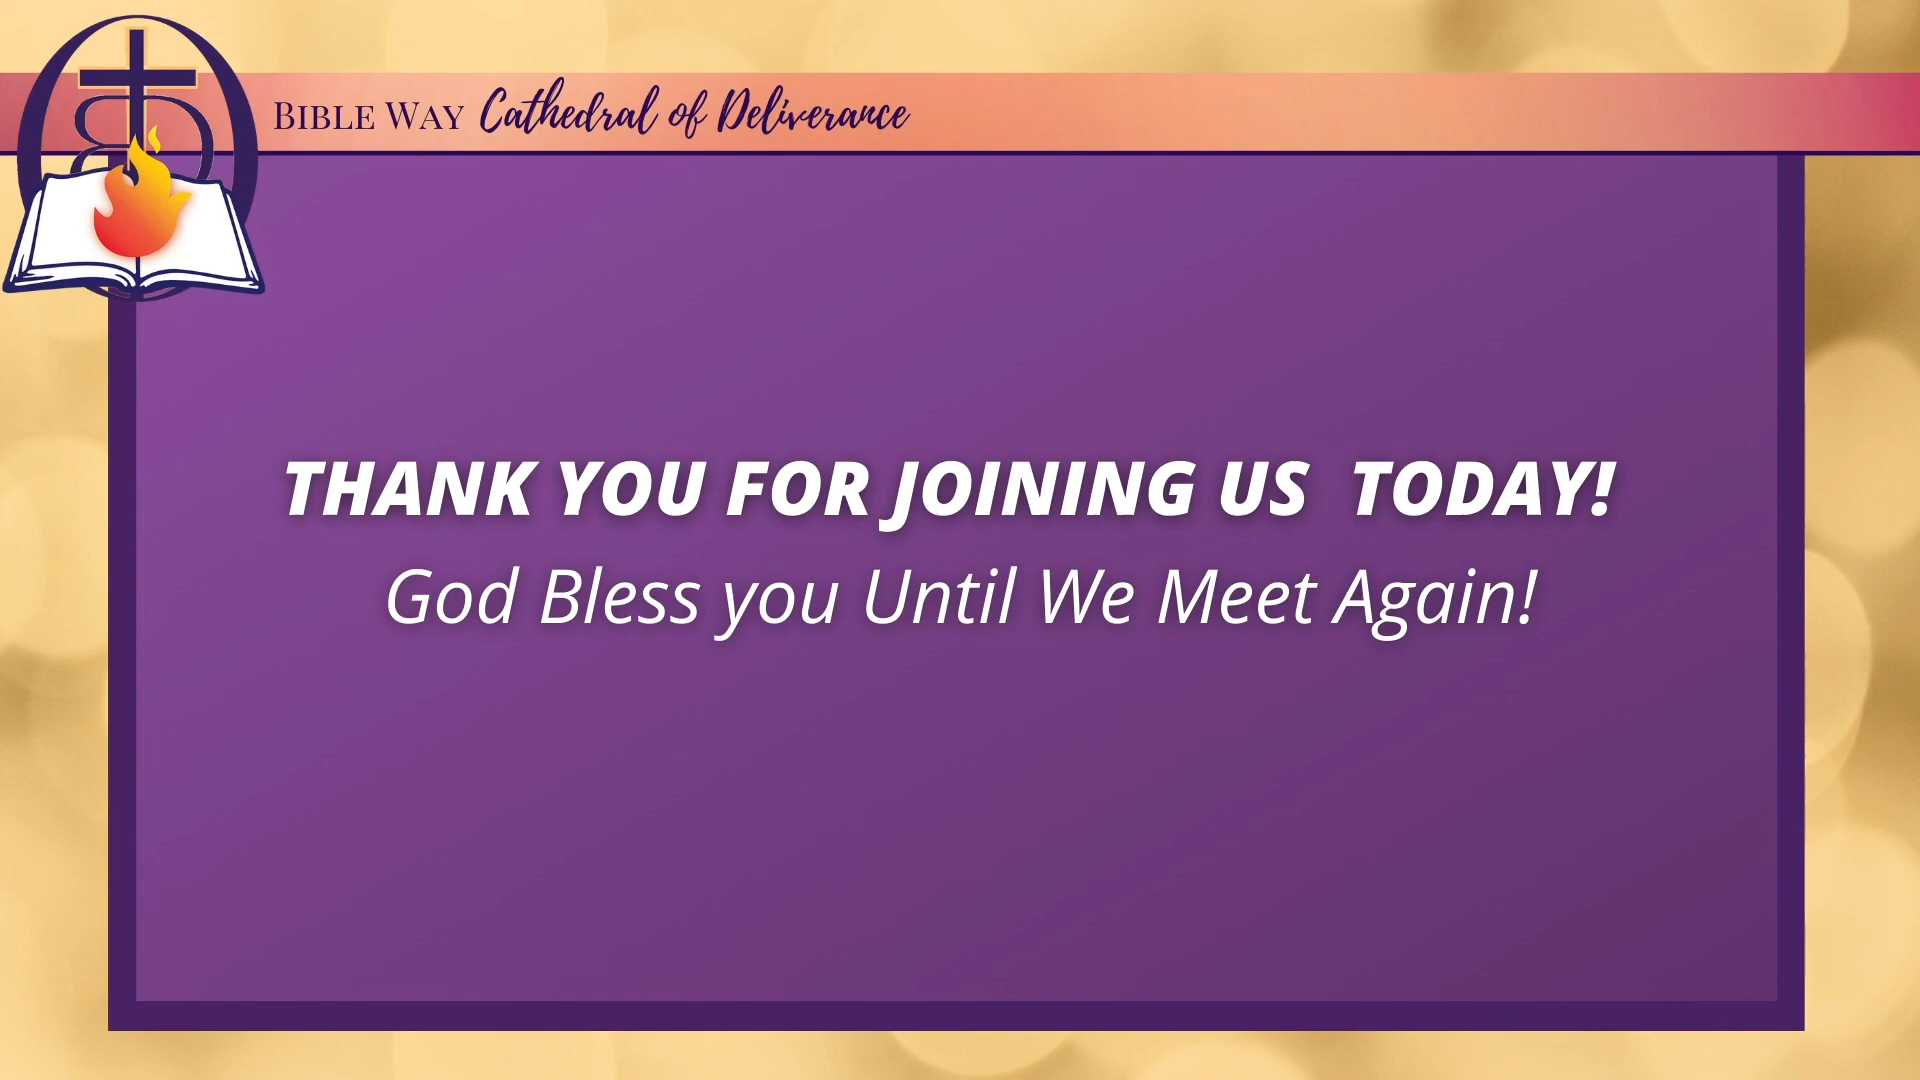 BIBLE WAY Cathedral of Deliverance
THANK YOU FOR JOINING US TODAY!
God Bless you Until We Meet Again!